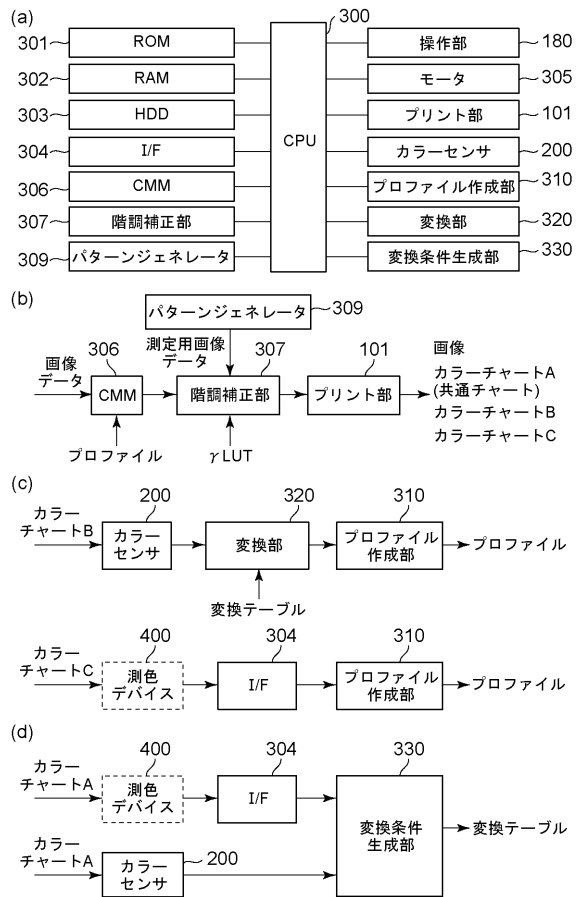 (a)
300
301
ROM
302
RAM
303
HDD
304
I/F
306
CMM
307
階調補正部
309
パターンジェネレータ
CPU
操作部
180
モータ
305
プリント部
101
カラーセンサ
200
プロファイル作成部
310
変換部
320
変換条件生成部
330
(b)
パターンジェネレータ
309
測定用画像
データ
画像
データ
306
CMM
307
階調補正部
101
プリント部
プロファイル
γLUT
画像
カラーチャートA
(共通チャート)
カラーチャートB
カラーチャートC
(c)
カラー
チャートB
200
カラー
センサ
320
変換部
310
プロファイル
作成部
プロファイル
変換テーブル
カラー
チャートC
400
測色
デバイス
304
I/F
310
プロファイル
作成部
プロファイル
(d)
カラー
チャートA
400
測色
デバイス
304
I/F
330
変換条件
生成部
変換テーブル
カラー
チャートA
200
カラー
センサ